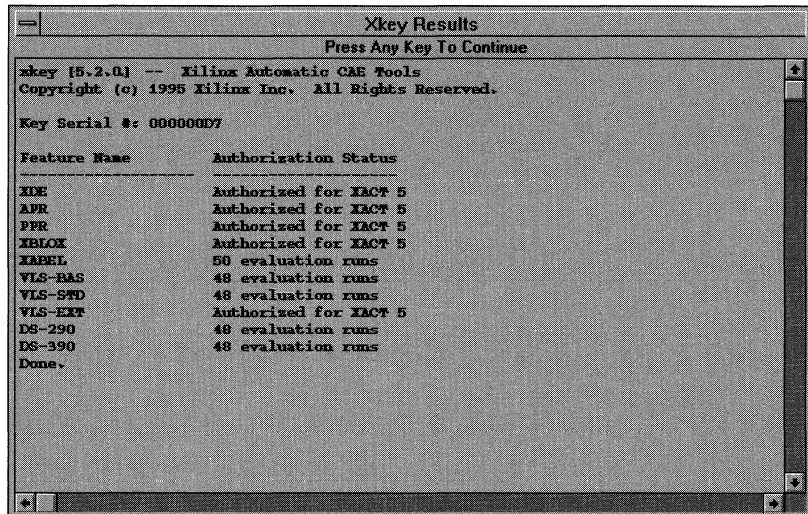 Xkey Results
Press Any Key To Continue
xkey [5.2.0] -- Xilinx Automatic CAE Tools
Copyright (c) 1995 Xilinx Inc. All Rights Reserved.
Key Serial #: 000000D7
Feature Name Authorization Status
-------------------- --------------------
XDE Authorized for XACT 5
APR Authorized for XACT 5
PPR Authorized for XACT 5
XBLOX Authorized for XACT 5
XABEL 50 evaluation runs
VLS-BAS 48 evaluation runs
VLS-STD 48 evaluation runs
VLS-EXT Authorized for XACT 5
DS-290 48 evaluation runs
DS-390 48 evaluation runs
Done.